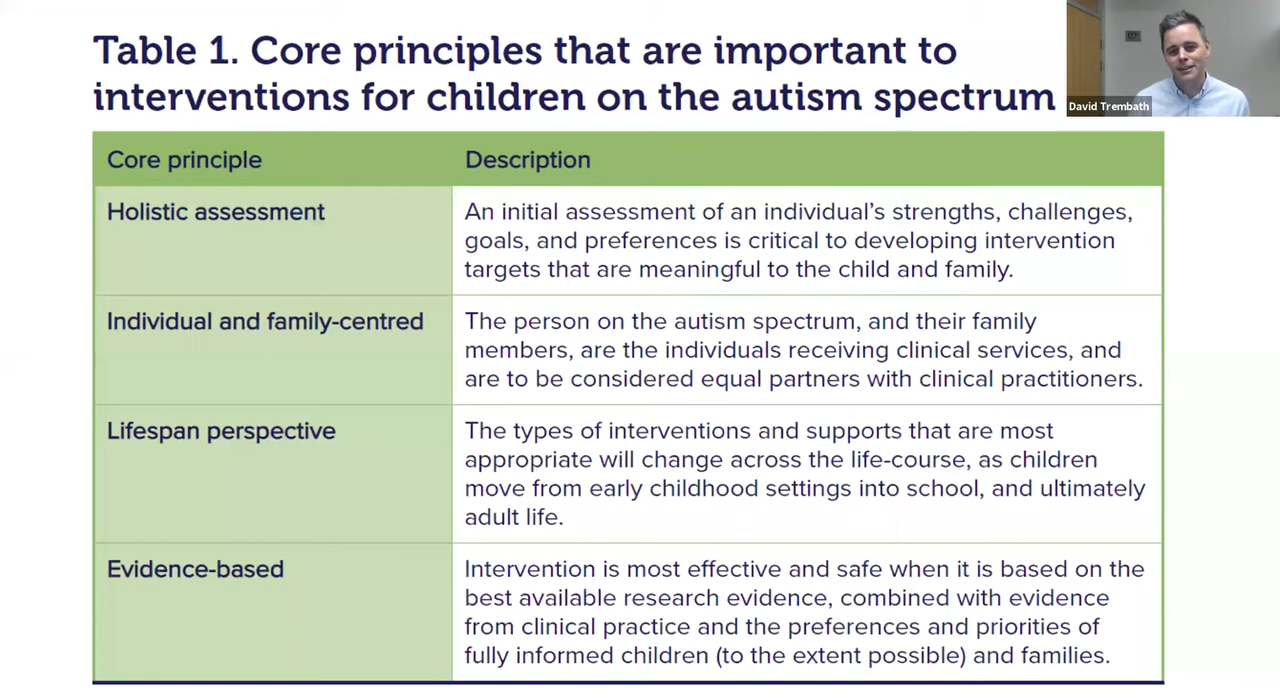 Table 1. Core principles that are important to
interventions for children on the autism spectrum
David Trembath
Core principle
Description
Holistic assessment
An initial assessment of an individual’s strengths, challenges,
goals, and preferences is critical to developing intervention
targets that are meaningful to the child and family.
Individual and family-centred
The person on the autism spectrum, and their family
members, are the individuals receiving clinical services, and
are to be considered equal partners with clinical practitioners.
Lifespan perspective
The types of interventions and supports that are most
appropriate will change across the life-course, as children
move from early childhood settings into school, and ultimately
adult life.
Evidence-based
Intervention is most effective and safe when it is based on the
best available research evidence, combined with evidence
from clinical practice and the preferences and priorities of
fully informed children (to the extent possible) and families.